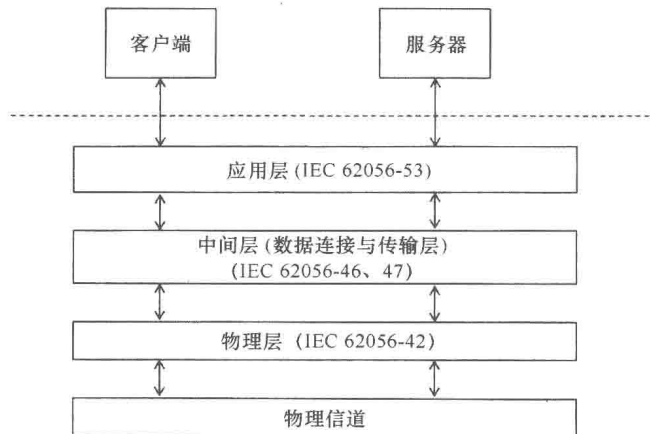 客户端
服务器
应用层(IEC 62056-53)
中间层(数据连接与传输层)
(IEC 62056-46、47)
物理层 (IEC 62056-42)
物理信道